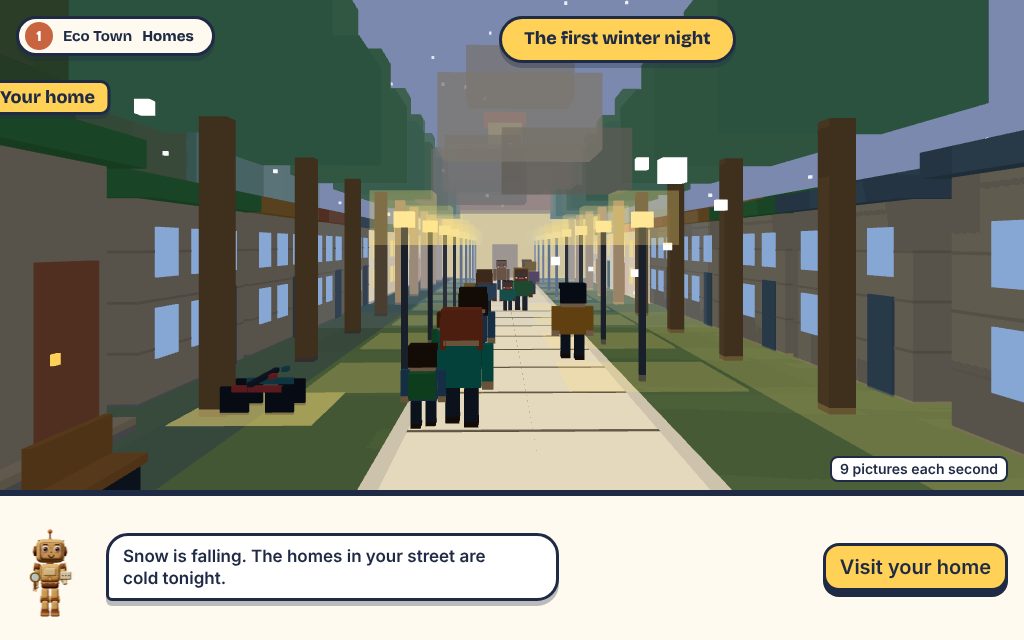 1 Eco Town Homes
The first winter night
Your home
9 pictures each second
Snow is falling. The homes in your street are
cold tonight.
Visit your home